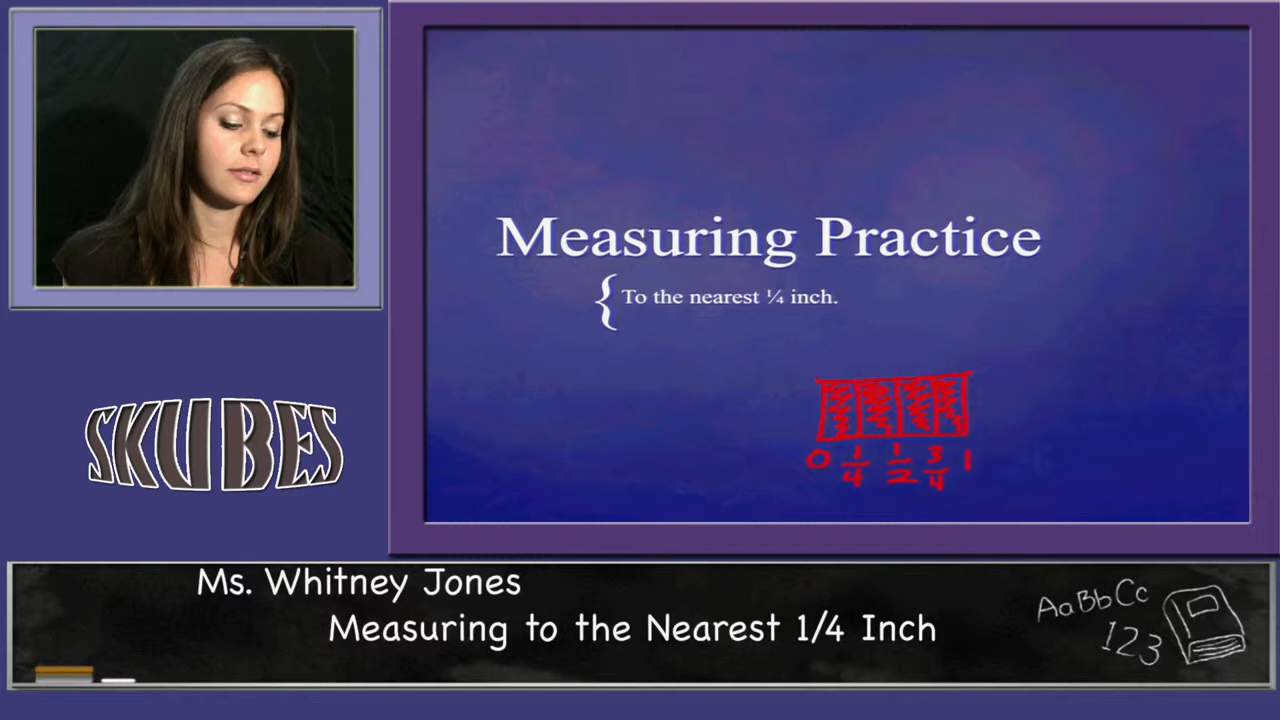 Measuring Practice
{ To the nearest ¼ inch.
0 1/4 1/2 3/4 1
SKUBES
Ms. Whitney Jones
Measuring to the Nearest 1/4 Inch
AaBbCc
123